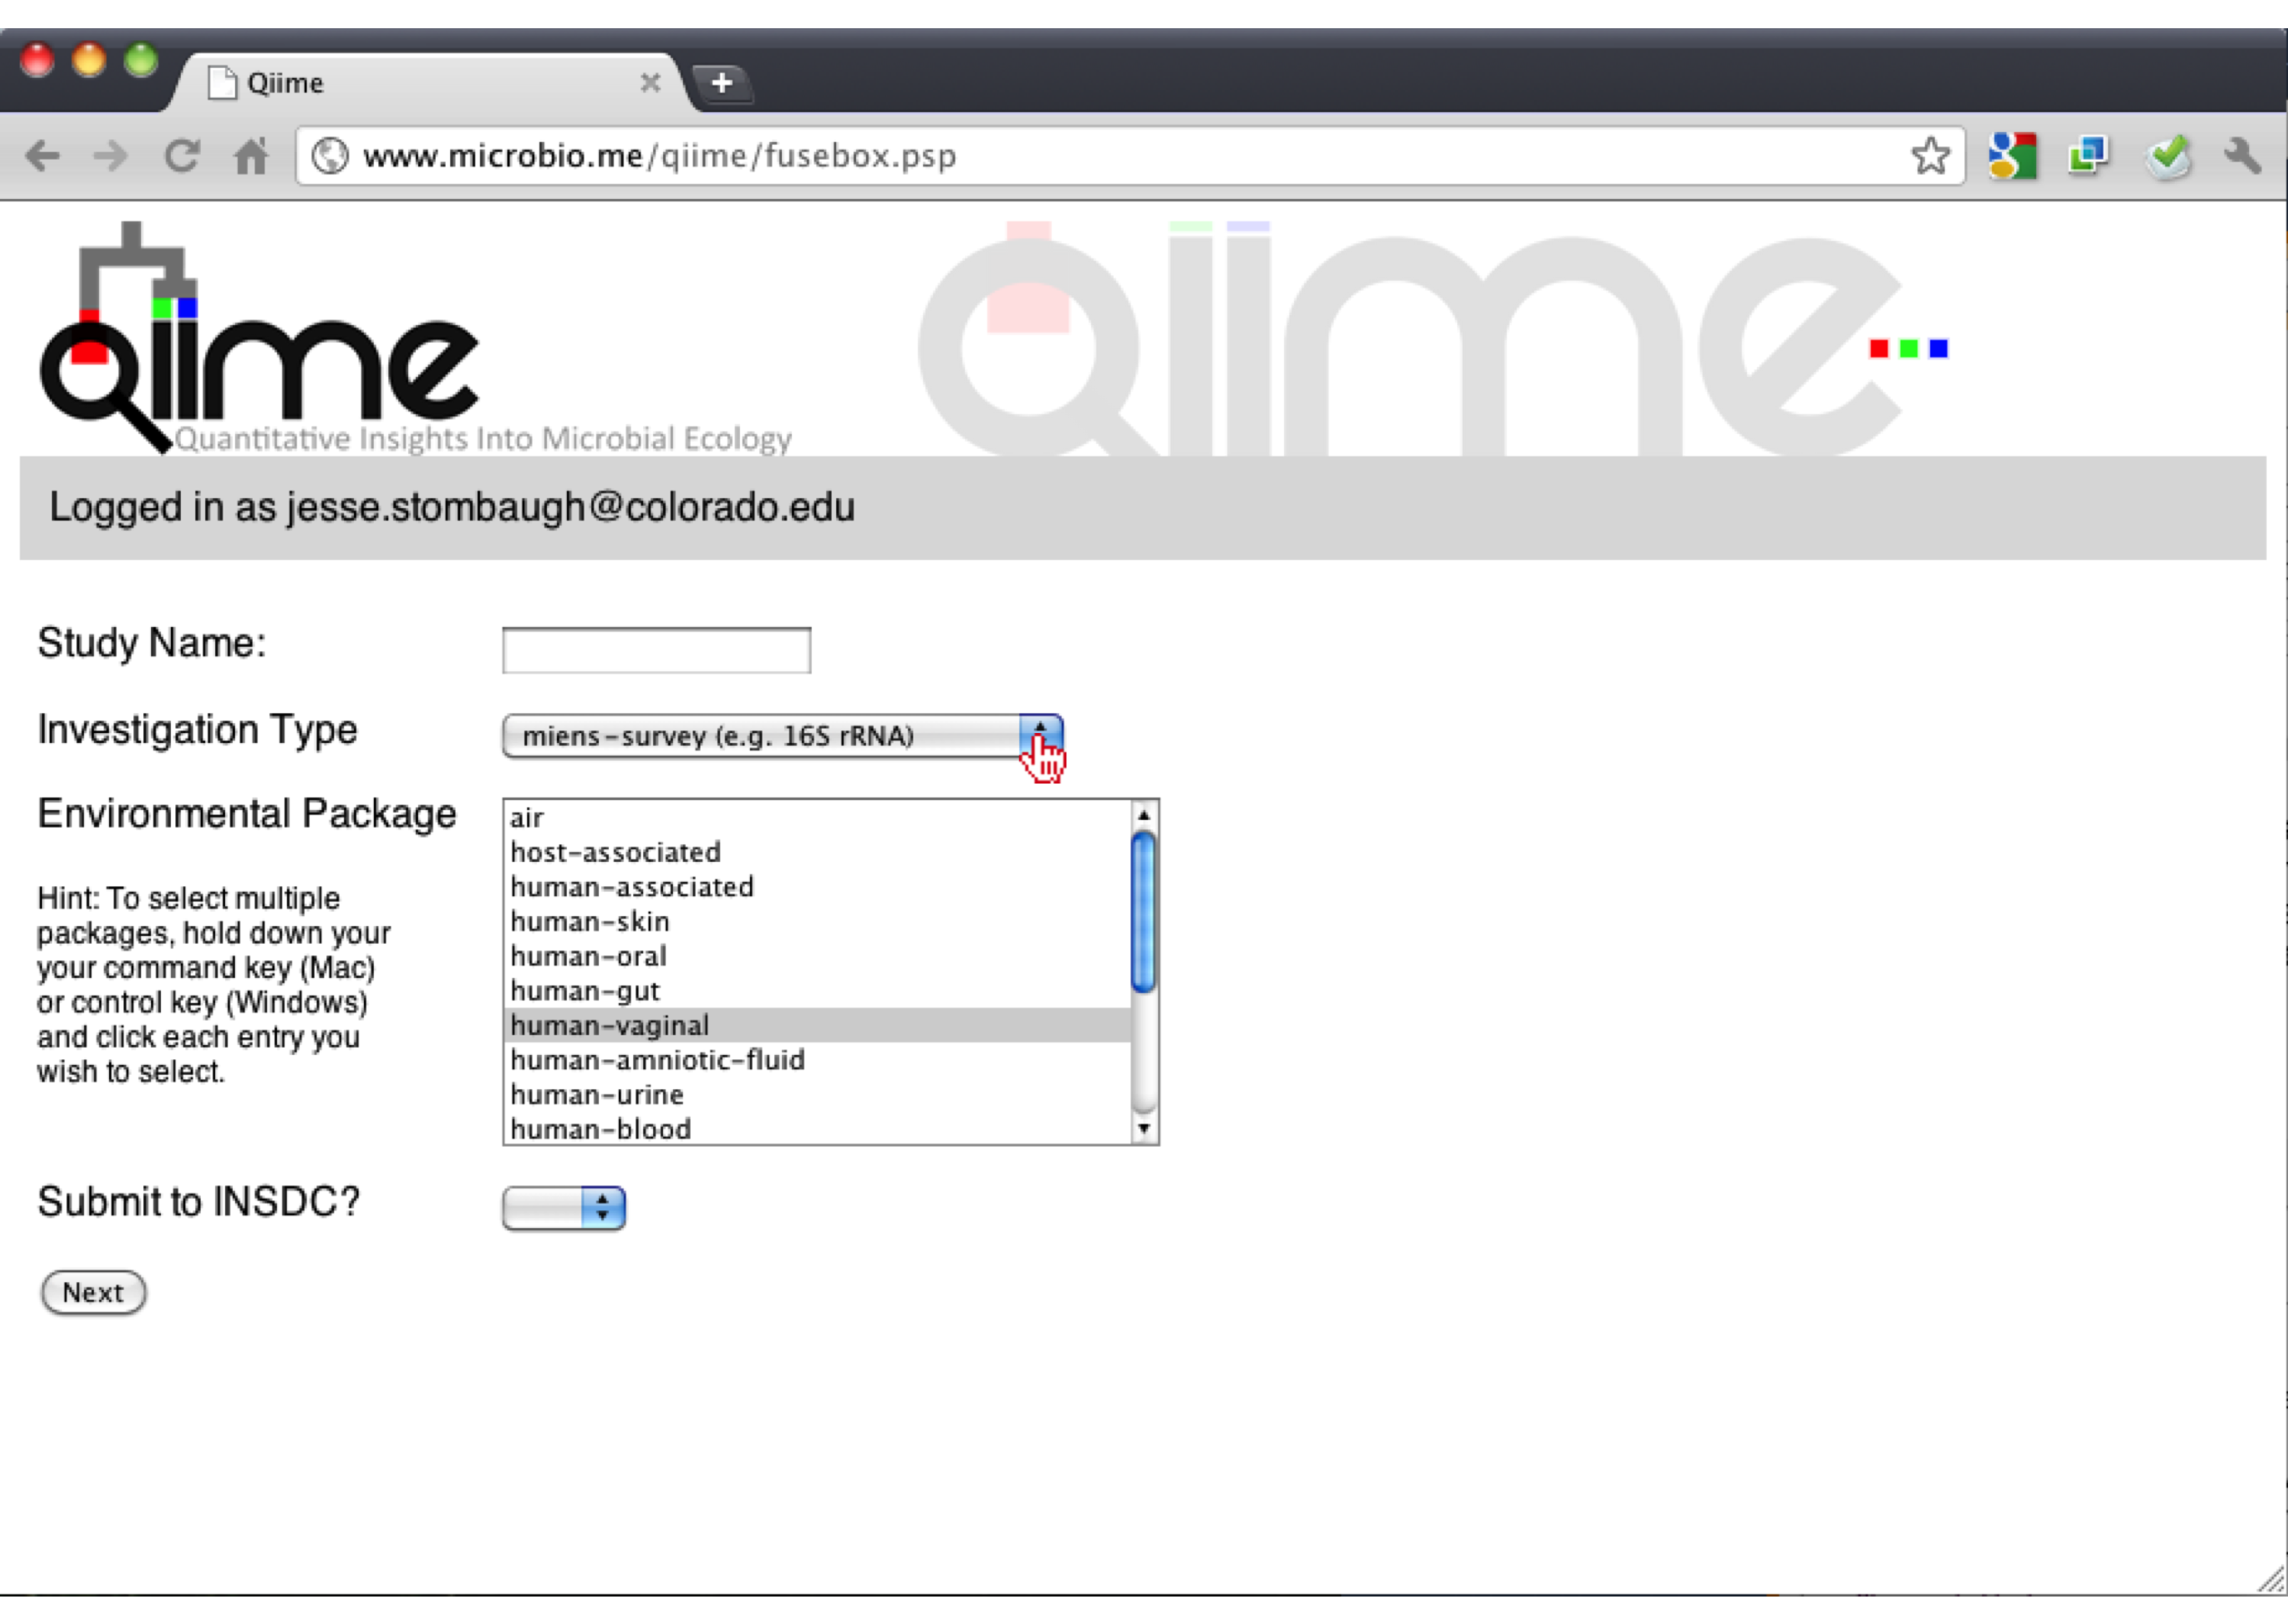 Qiime
www.microbio.me/qiime/fusebox.psp
Qiime
Qiime
Quantitative Insights Into Microbial Ecology
Logged in as jesse.stombaugh@colorado.edu
Study Name:
Investigation Type
miens-survey (e.g. 16S rRNA)
Environmental Package
air
host-associated
human-associated
human-skin
human-oral
human-gut
human-vaginal
human-amniotic-fluid
human-urine
human-blood
Hint: To select multiple
packages, hold down your
your command key (Mac)
or control key (Windows)
and click each entry you
wish to select.
Submit to INSDC?
Next